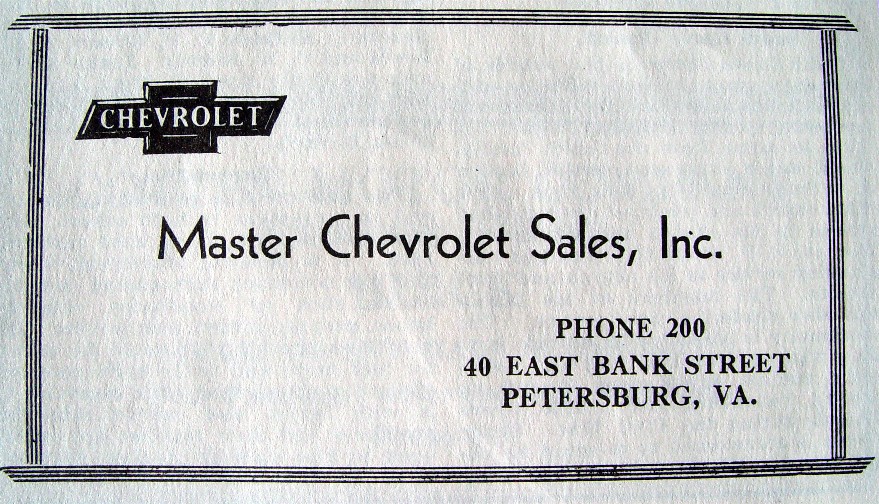 CHEVROLET
Master Chevrolet Sales, Inc.
PHONE 200
40 EAST BANK STREET
PETERSBURG, VA.